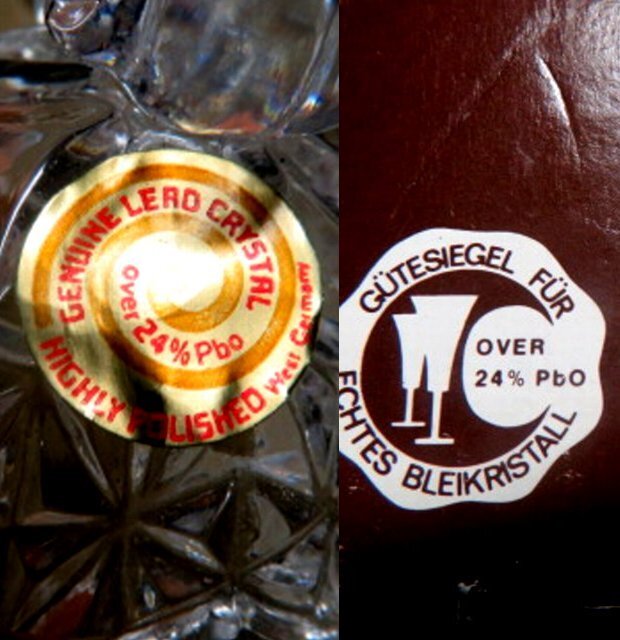 GENUINE LEAD CRYSTAL
over
24% Pbo
HIGHLY POLISHED West Germany
GÜTESIEGEL FÜR
OVER
24% PbO
ECHTES BLEIKRISTALL